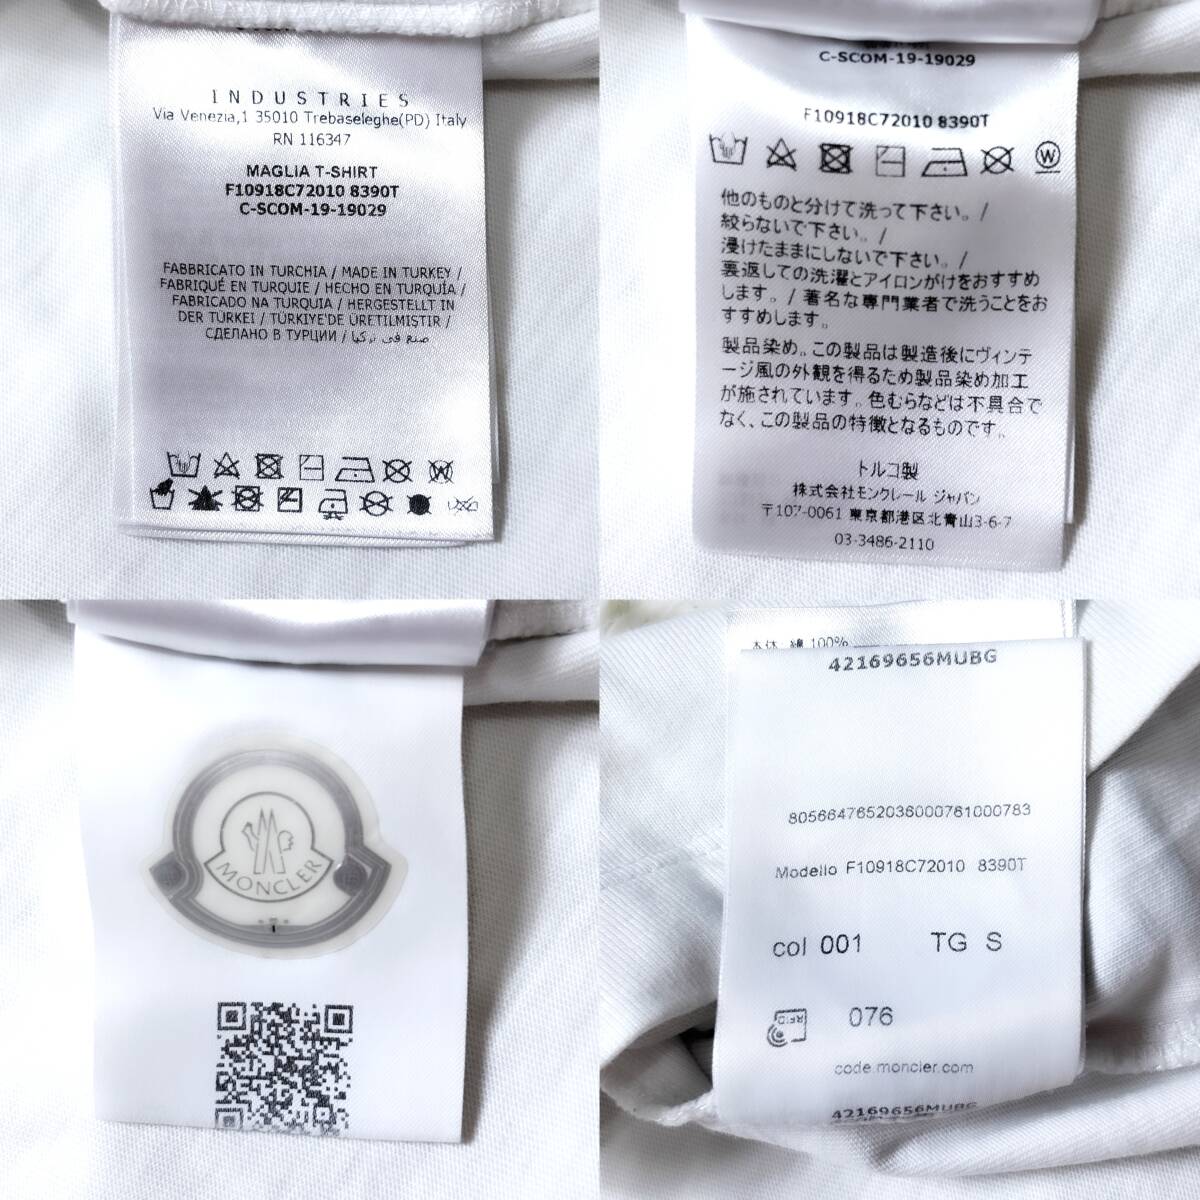 INDUSTRIES
Via Venezia,1 35010 Trebaseleghe(PD) Italy
RN 116347
MAGLIA T-SHIRT
F10918C72010 8390T
C-SCOM-19-19029
FABBRICATO IN TURCHIA / MADE IN TURKEY /
FABRIQUÉ EN TURQUIE / HECHO EN TURQUÍA /
FABRICADO NA TURQUIA / HERGESTELLT IN
DER TÜRKEI / TÜRKIYE'DE ÜRETILMIŞTIR /
СДЕЛАНО В ТУРЦИИ / صنع في تركيا
C-SCOM-19-19029
F10918C72010 8390T
W
他のものと分けて洗って下さい。/
絞らないで下さい。/
浸けたままにしないで下さい。/
裏返しての洗濯とアイロンがけをおすすめ
します。/ 著名な専門業者で洗うことをお
すすめします。
製品染め。この製品は製造後にヴィンテ
ージ風の外観を得るため製品染め加工
が施されています。色むらなどは不具合で
なく、この製品の特徴となるものです。
トルコ製
株式会社モンクレール ジャパン
〒107-0061 東京都港区北青山3-6-7
03-3486-2110
MONCLER
本体 綿 100%
42169656MUBG
8056647652036000761000783
Modello F10918C72010 8390T
col 001 TG S
RFID 076
code.moncler.com
42169656MUBG